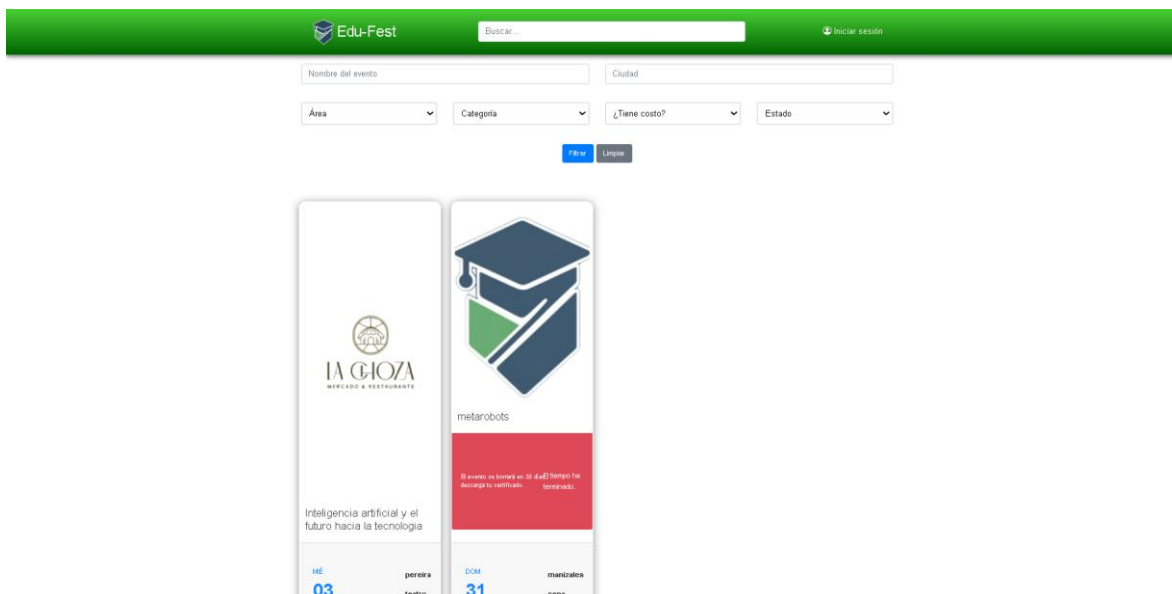 Edu-Fest
Buscar...
Iniciar sesión
Nombre del evento
Ciudad
Área
Categoría
¿Tiene costo?
Estado
Filtrar
Limpiar
LA CHOZA
MERCADO & RESTAURANTE
Inteligencia artificial y el
futuro hacia la tecnologia
MIÉ
pereira
03
metarobots
El evento se borrará en 30 días
descarga tu certificado.
El tiempo ha
terminado.
DOM
manizales
31